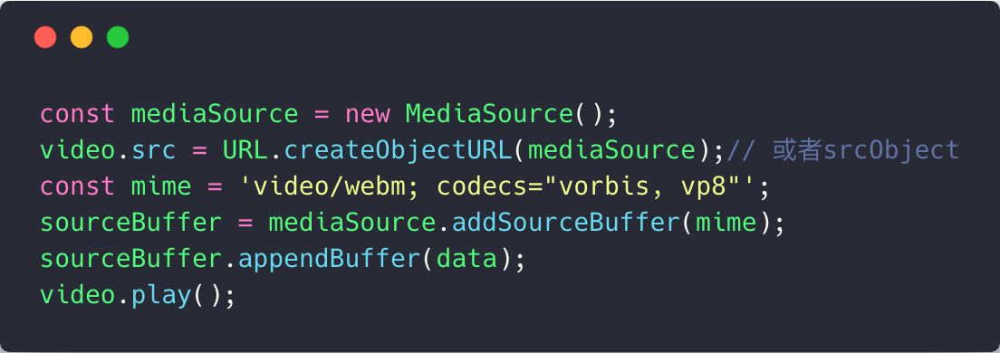 const mediaSource = new MediaSource();
video.src = URL.createObjectURL(mediaSource);// 或者srcObject
const mime = 'video/webm; codecs="vorbis, vp8"';
sourceBuffer = mediaSource.addSourceBuffer(mime);
sourceBuffer.appendBuffer(data);
video.play();